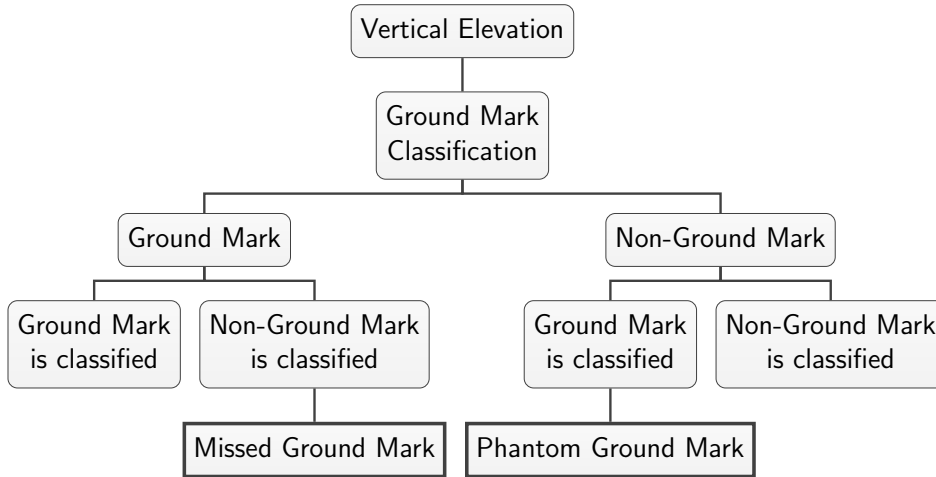 Vertical Elevation
Ground Mark
Classification
Ground Mark
Non-Ground Mark
Ground Mark
is classified
Non-Ground Mark
is classified
Ground Mark
is classified
Non-Ground Mark
is classified
Missed Ground Mark
Phantom Ground Mark